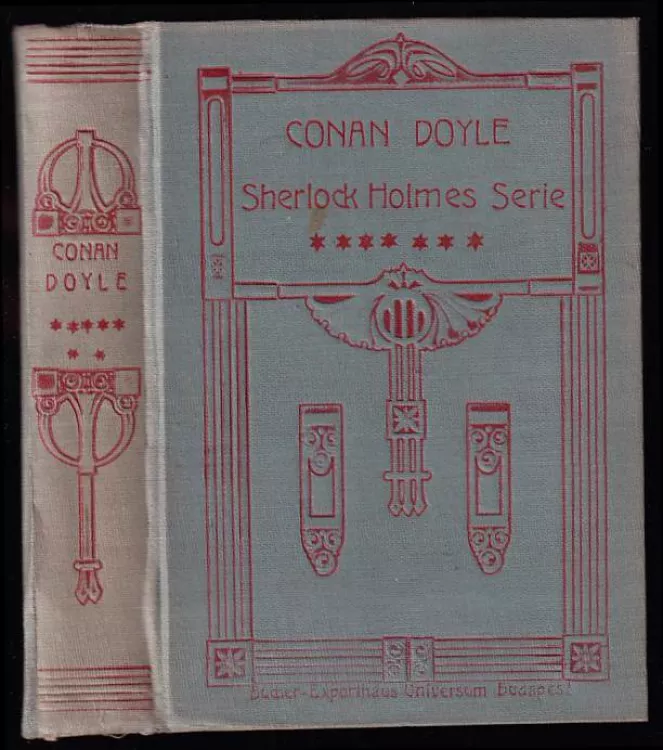 CONAN
DOYLE
CONAN DOYLE
Sherlock Holmes Serie
Bücher-Exporthaus Universum Budapest